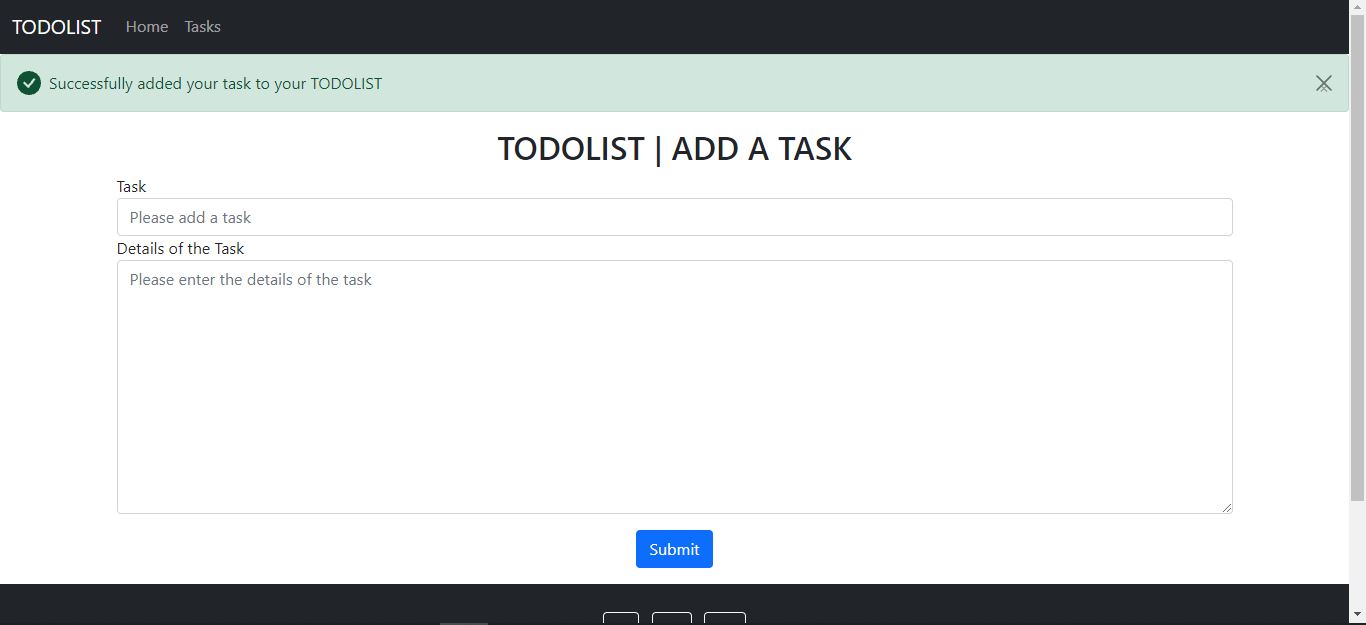 TODOLIST Home Tasks
Successfully added your task to your TODOLIST
TODOLIST | ADD A TASK
Task
Please add a task
Details of the Task
Please enter the details of the task
Submit